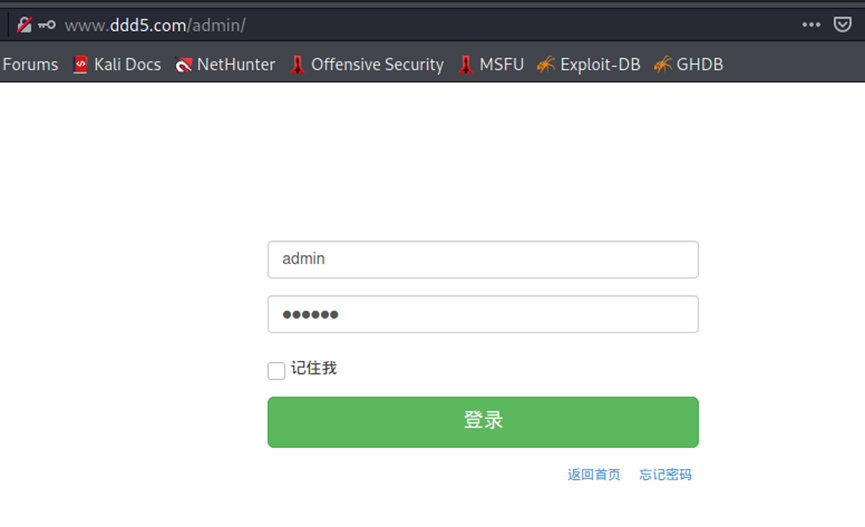 www.ddd5.com/admin/
Forums Kali Docs NetHunter Offensive Security MSFU Exploit-DB GHDB
admin
●●●●●●
记住我
登录
返回首页 忘记密码